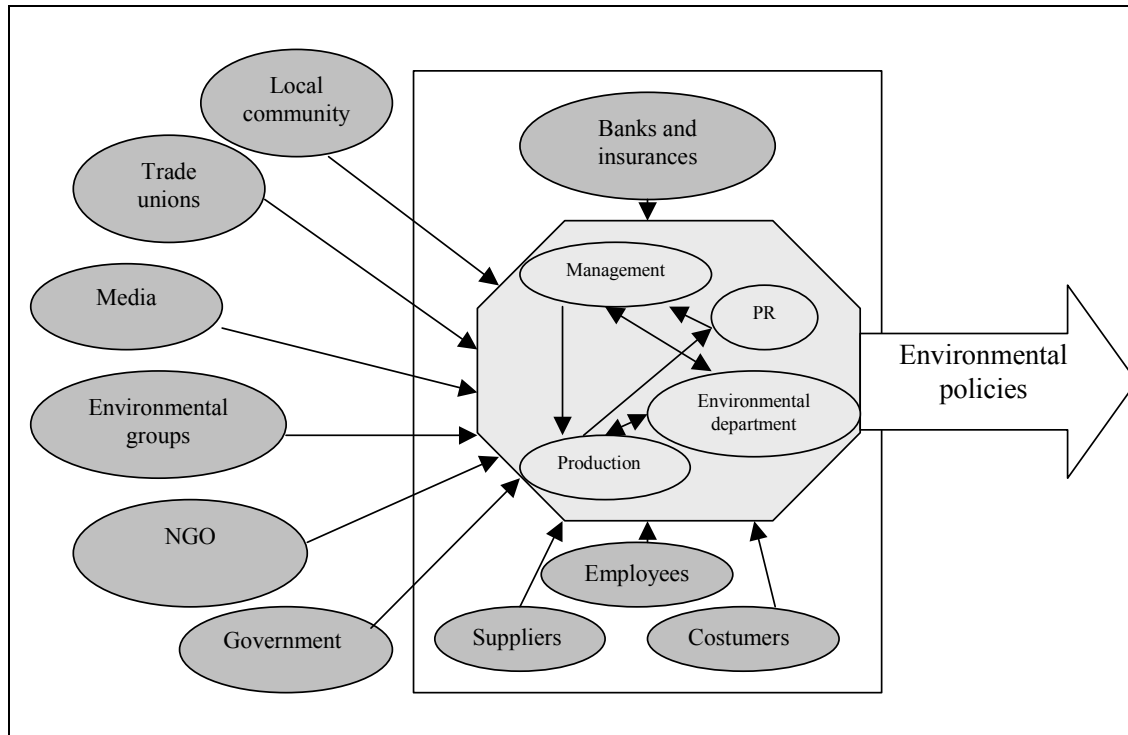 Local
community
Banks and
insurances
Trade
unions
Management
Media
PR
Environmental
policies
Environmental
groups
Environmental
department
Production
NGO
Employees
Government
Suppliers
Costumers